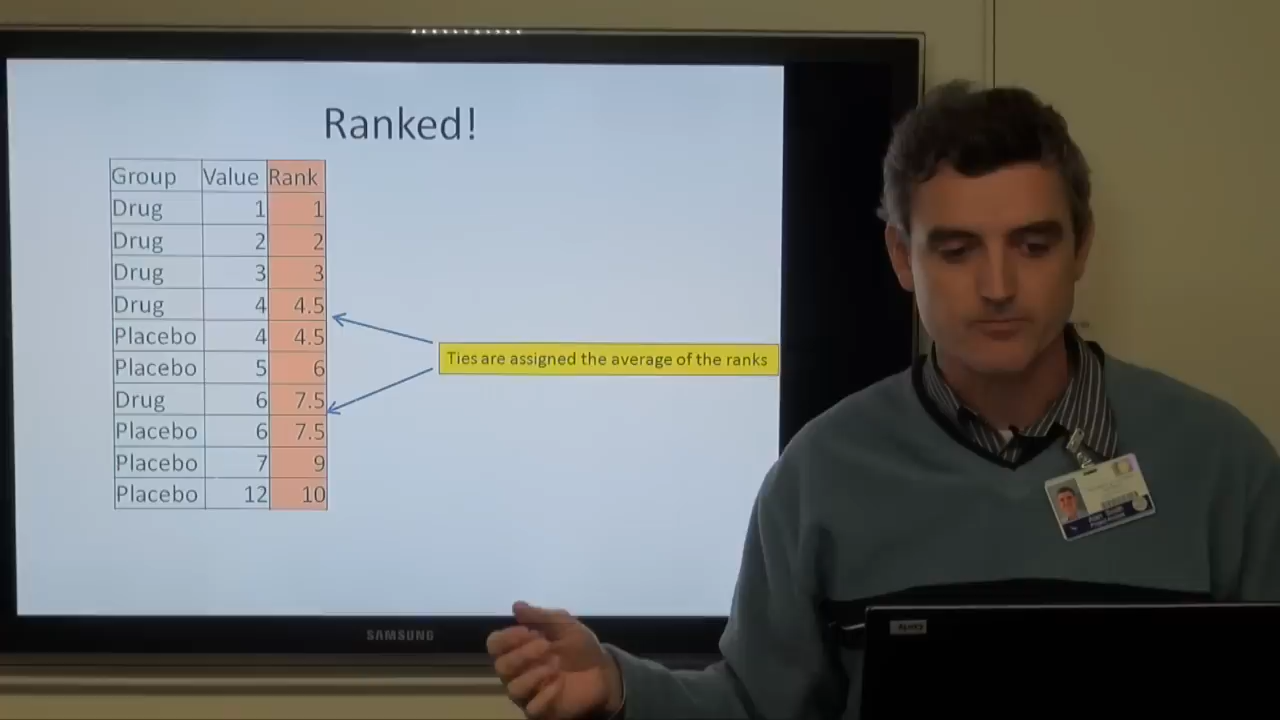 Ranked!
Group Value Rank
Drug 1 1
Drug 2 2
Drug 3 3
Drug 4 4.5
Placebo 4 4.5
Placebo 5 6
Drug 6 7.5
Placebo 6 7.5
Placebo 7 9
Placebo 12 10
Ties are assigned the average of the ranks
SAMSUNG